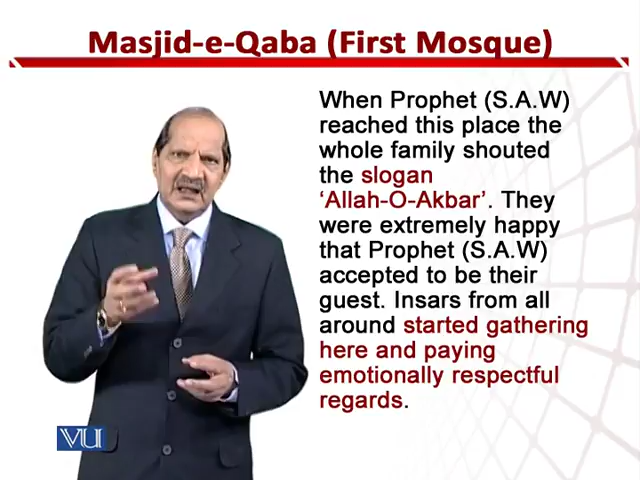 Masjid-e-Qaba (First Mosque)
When Prophet (S.A.W)
reached this place the
whole family shouted
the slogan
‘Allah-O-Akbar’. They
were extremely happy
that Prophet (S.A.W)
accepted to be their
guest. Insars from all
around started gathering
here and paying
emotionally respectful
regards.
VU